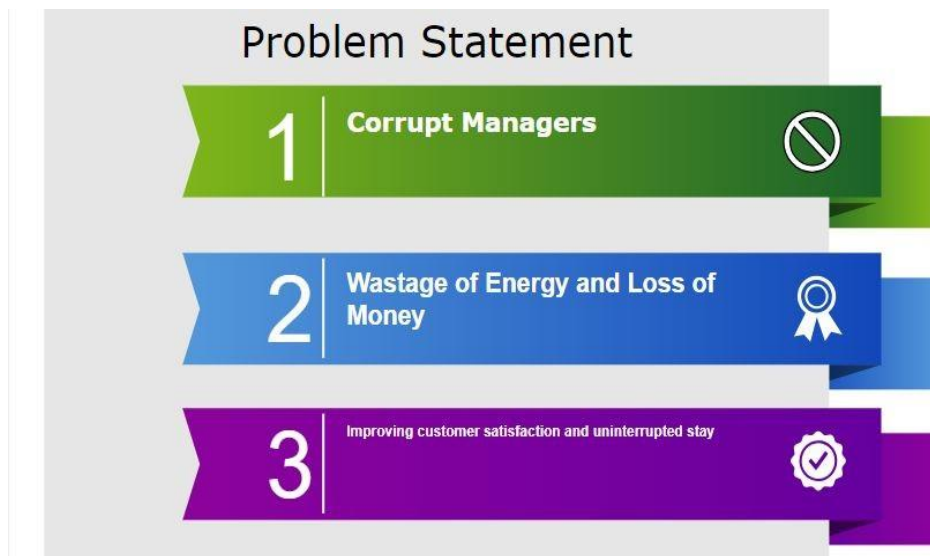 Problem Statement
1
Corrupt Managers
2
Wastage of Energy and Loss of
Money
3
Improving customer satisfaction and uninterrupted stay